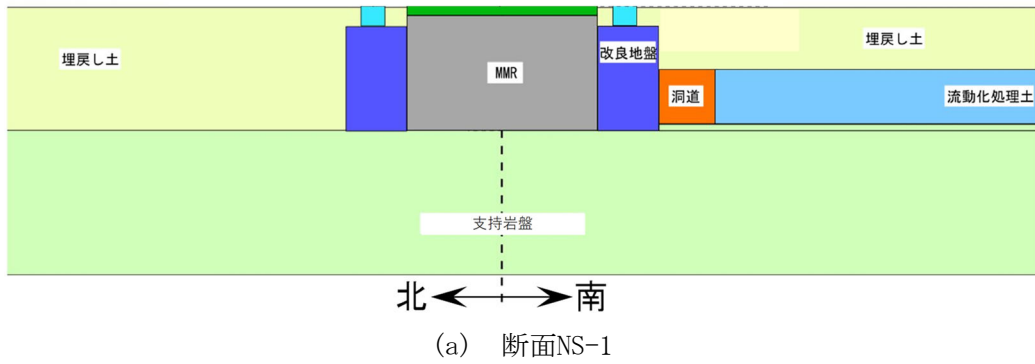 埋戻し土
MMR
改良地盤
埋戻し土
洞道
流動化処理土
支持岩盤
北 南
(a) 断面NS-1